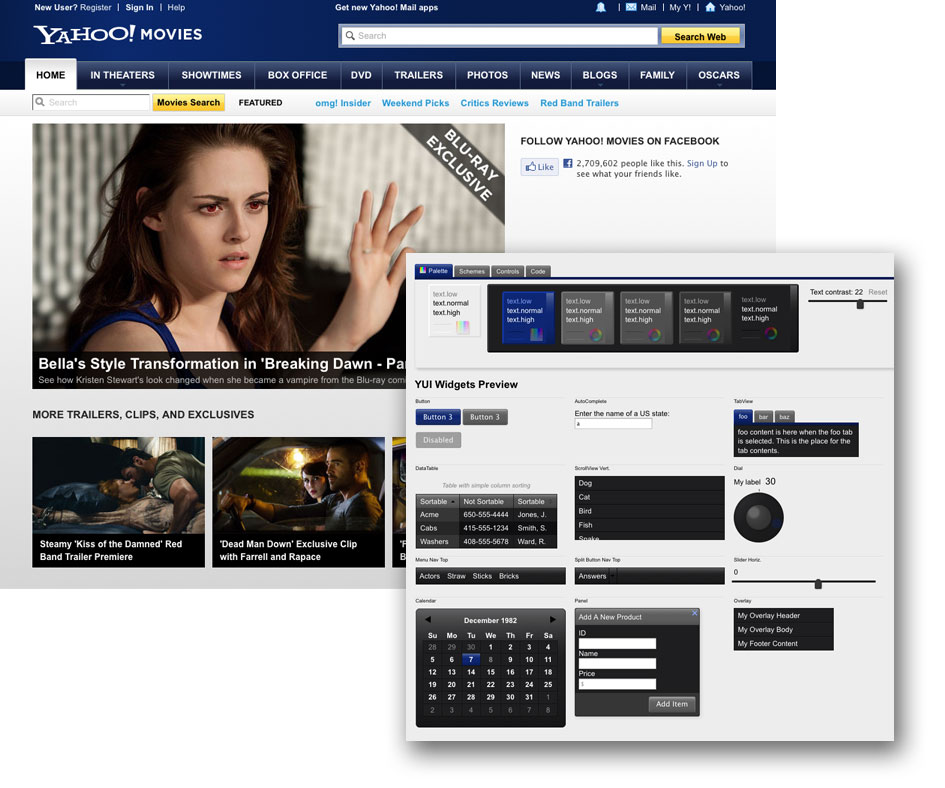 New User? Register | Sign In | Help
Get new Yahoo! Mail apps
Mail | My Y! | Yahoo!
YAHOO! MOVIES
Search
Search Web
HOME
IN THEATERS
SHOWTIMES
BOX OFFICE
DVD
TRAILERS
PHOTOS
NEWS
BLOGS
FAMILY
OSCARS
Search
Movies Search
FEATURED
omg! Insider
Weekend Picks
Critics Reviews
Red Band Trailers
BLU-RAY
EXCLUSIVE
Bella's Style Transformation in 'Breaking Dawn - Pa
See how Kristen Stewart's look changed when she became a vampire from the Blu-ray com
FOLLOW YAHOO! MOVIES ON FACEBOOK
Like
2,709,602 people like this. Sign Up to
see what your friends like.
MORE TRAILERS, CLIPS, AND EXCLUSIVES
Steamy 'Kiss of the Damned' Red
Band Trailer Premiere
'Dead Man Down' Exclusive Clip
with Farrell and Rapace
Palette
Schemes
Controls
Code
text.low
text.normal
text.high
text.low
text.normal
text.high
text.low
text.normal
text.high
text.low
text.normal
text.high
text.low
text.normal
text.high
text.low
text.normal
text.high
Text contrast: 22 Reset
YUI Widgets Preview
Button
Button 3
Button 3
Disabled
AutoComplete
Enter the name of a US state:
a
TabView
foo
bar
baz
foo content is here when the foo tab
is selected. This is the place for the
tab contents.
DataTable
Table with simple column sorting
Sortable Not Sortable Sortable
Acme 650-555-4444 Jones, J.
Cabs 415-555-1234 Smith, S.
Washers 408-555-5678 Ward, R.
ScrollView Vert.
Dog
Cat
Bird
Fish
Snake
Dial
My label 30
Menu Nav Top
Actors Straw Sticks Bricks
Split Button Nav Top
Answers
Slider Horiz.
0
Calendar
December 1982
Su Mo Tu We Th Fr Sa
28 29 30 1 2 3 4
5 6 7 8 9 10 11
12 13 14 15 16 17 18
19 20 21 22 23 24 25
26 27 28 29 30 31 1
2 3 4 5 6 7 8
Panel
Add A New Product
ID
Name
Price
Add Item
Overlay
My Overlay Header
My Overlay Body
My Footer Content